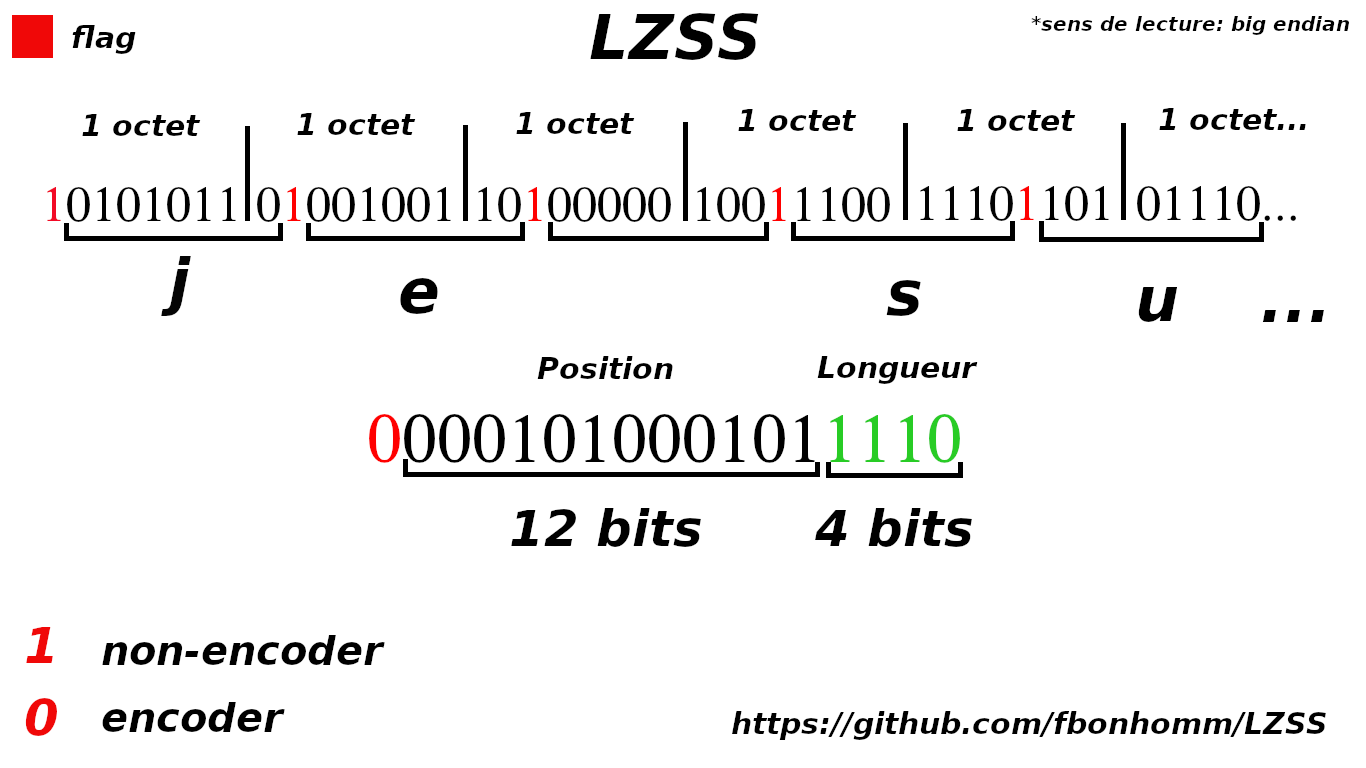 flag
LZSS
*sens de lecture: big endian
1 octet 1 octet 1 octet 1 octet 1 octet 1 octet...
10101011 01001001 10100000 10011100 11101101 01110...
j e s u ...
Position Longueur
00001010001011110
12 bits 4 bits
1 non-encoder
0 encoder
https://github.com/fbonhomm/LZSS